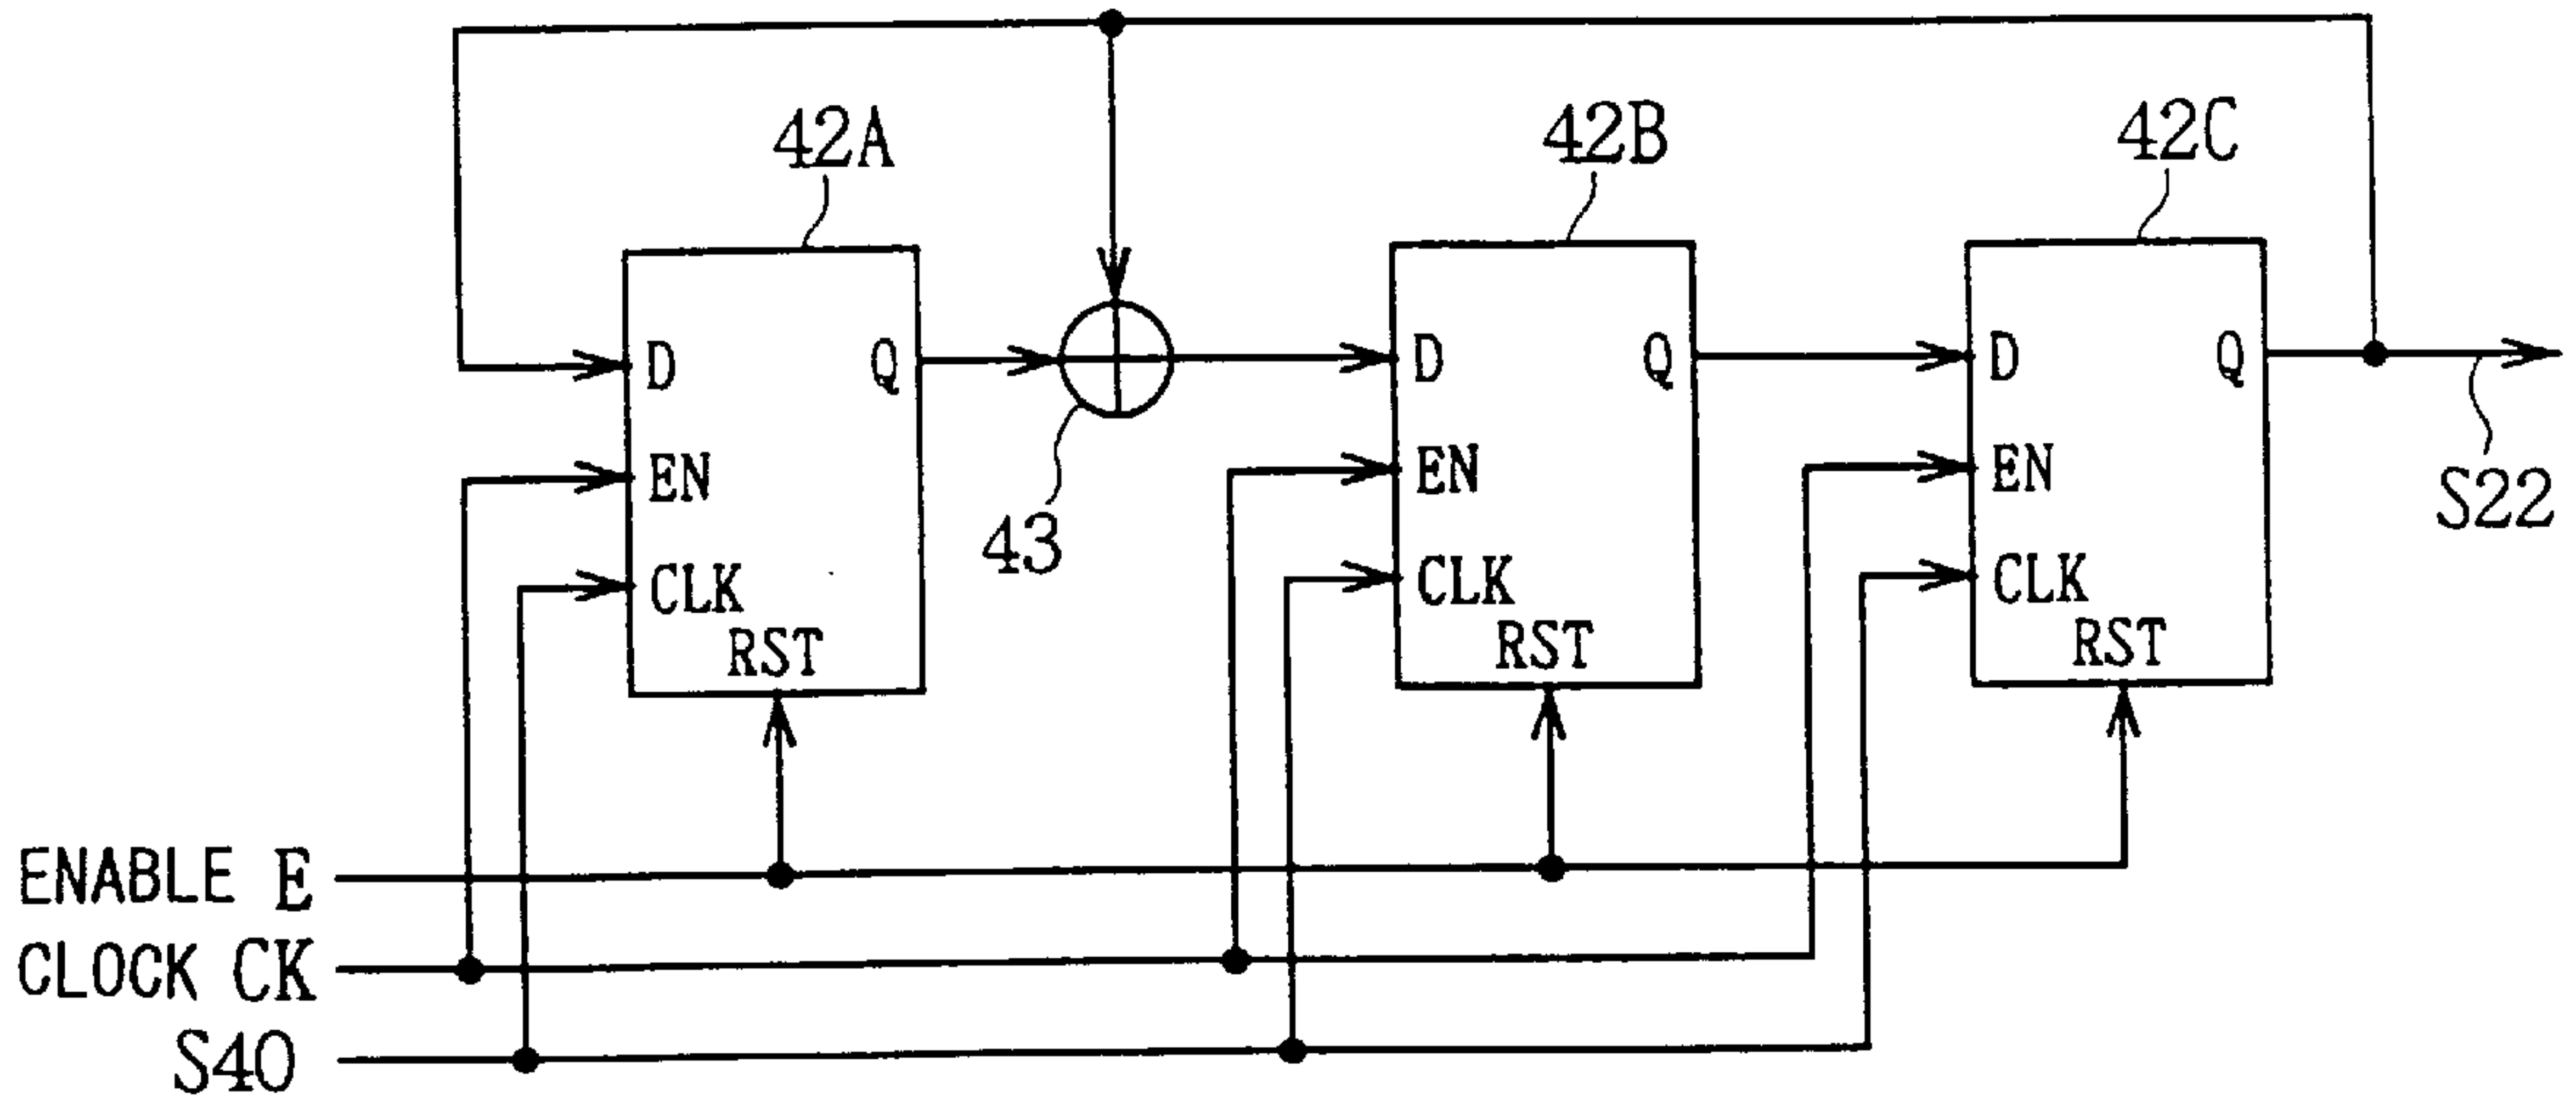 42A
42B
42C
D
Q
D
Q
D
Q
EN
EN
EN
S22
43
CLK
CLK
CLK
RST
RST
RST
ENABLE E
CLOCK CK
S40